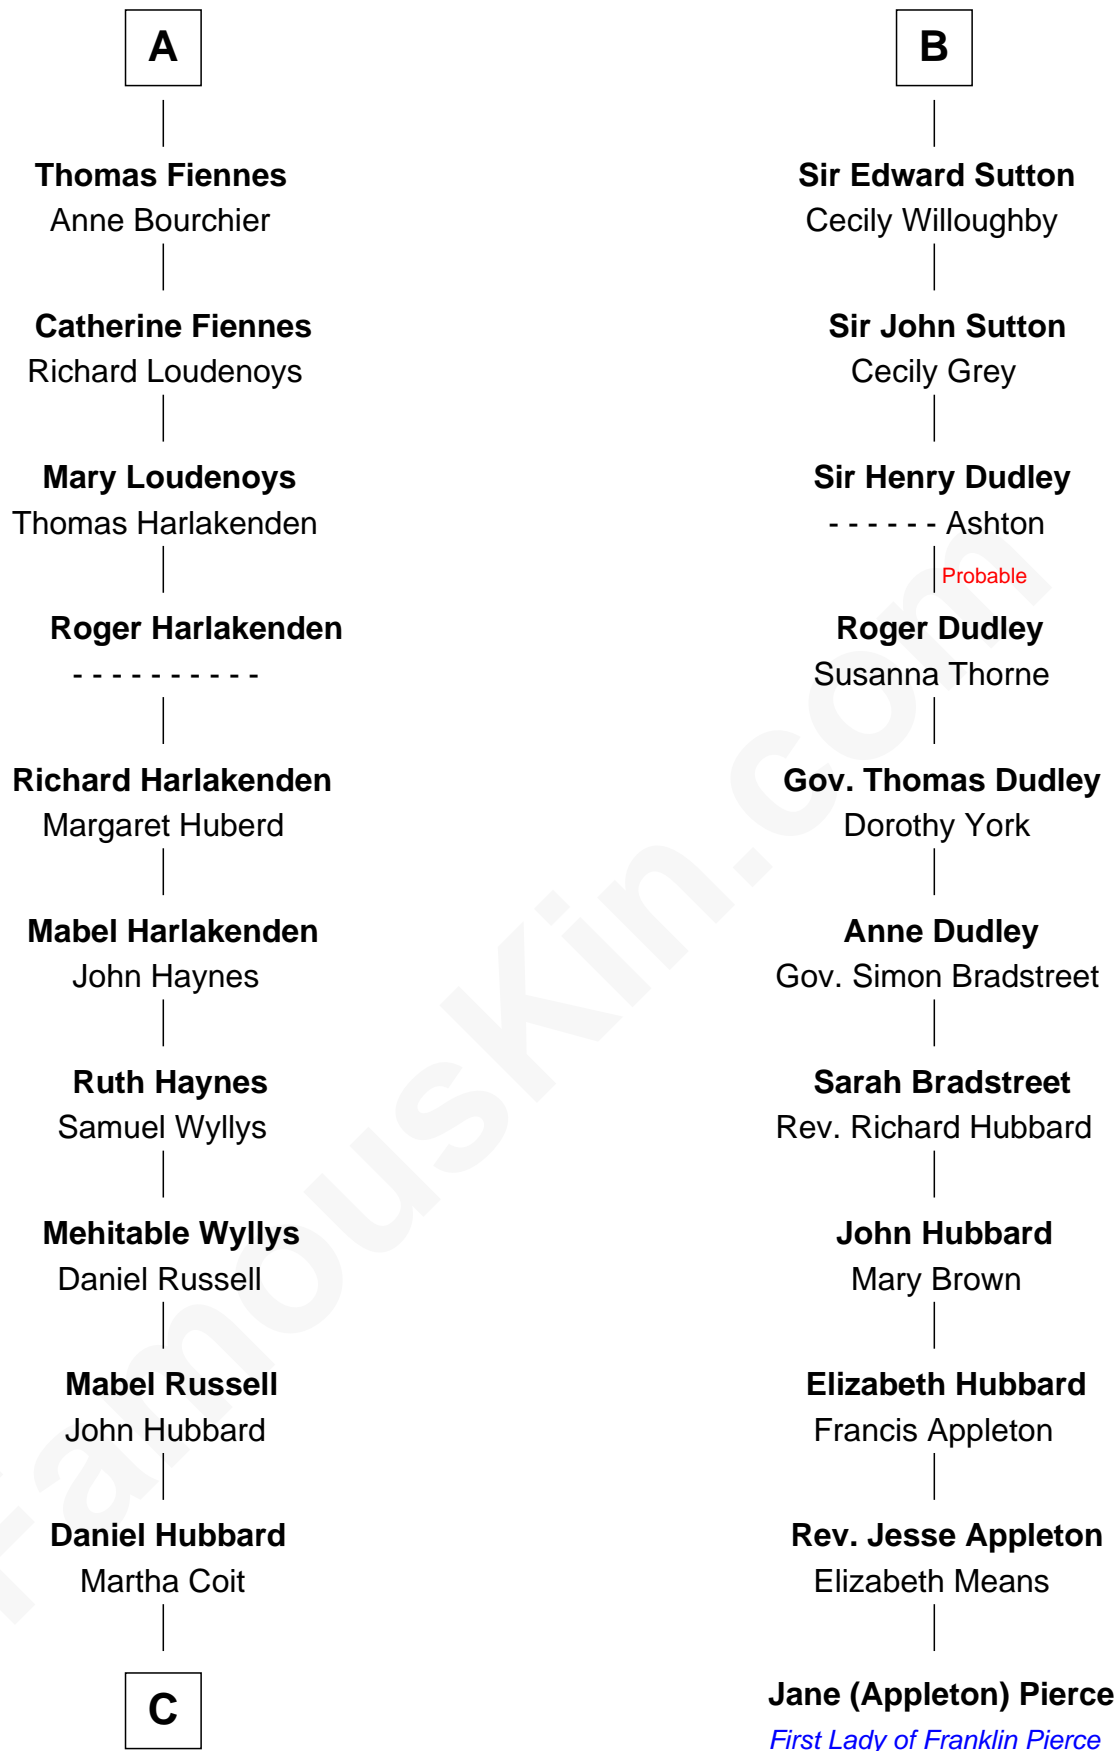 A
Thomas Fiennes
Anne Bourchier
Catherine Fiennes
Richard Loudenoys
Mary Loudenoys
Thomas Harlakenden
Roger Harlakenden
- - - - - - - - - -
Richard Harlakenden
Margaret Huberd
Mabel Harlakenden
John Haynes
Ruth Haynes
Samuel Wyllys
Mehitable Wyllys
Daniel Russell
Mabel Russell
John Hubbard
Daniel Hubbard
Martha Coit
C
B
Sir Edward Sutton
Cecily Willoughby
Sir John Sutton
Cecily Grey
Sir Henry Dudley
- - - - - - Ashton
Probable
Roger Dudley
Susanna Thorne
Gov. Thomas Dudley
Dorothy York
Anne Dudley
Gov. Simon Bradstreet
Sarah Bradstreet
Rev. Richard Hubbard
John Hubbard
Mary Brown
Elizabeth Hubbard
Francis Appleton
Rev. Jesse Appleton
Elizabeth Means
Jane (Appleton) Pierce
First Lady of Franklin Pierce
FamousKin.com